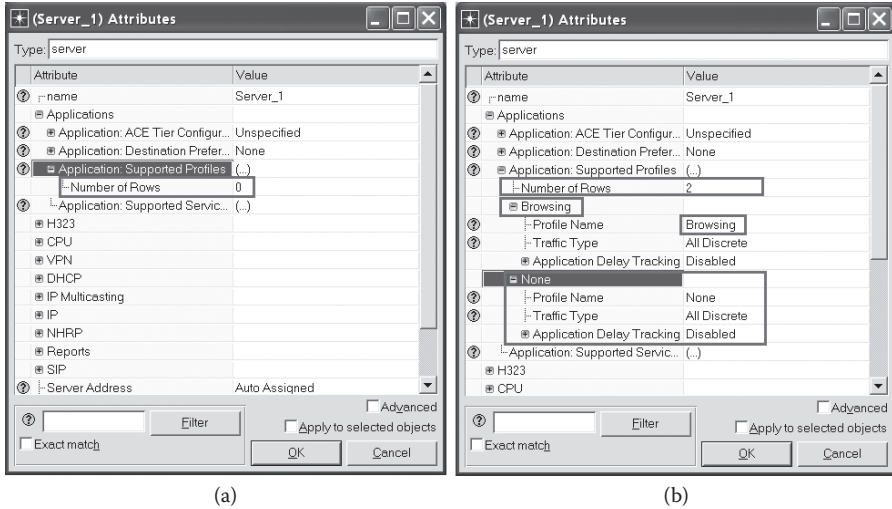 (Server_1) Attributes
Type: server
Attribute Value
name Server_1
Applications
Application: ACE Tier Configur... Unspecified
Application: Destination Prefer... None
Application: Supported Profiles (...)
Number of Rows 0
Application: Supported Servic... (...)
H323
CPU
VPN
DHCP
IP Multicasting
IP
NHRP
Reports
SIP
Server Address Auto Assigned
Advanced
Filter
Apply to selected objects
Exact match
OK Cancel
(a)
(Server_1) Attributes
Type: server
Attribute Value
name Server_1
Applications
Application: ACE Tier Configur... Unspecified
Application: Destination Prefer... None
Application: Supported Profiles (...)
Number of Rows 2
Browsing
Profile Name Browsing
Traffic Type All Discrete
Application Delay Tracking Disabled
None
Profile Name None
Traffic Type All Discrete
Application Delay Tracking Disabled
Application: Supported Servic... (...)
H323
CPU
Advanced
Filter
Apply to selected objects
Exact match
OK Cancel
(b)